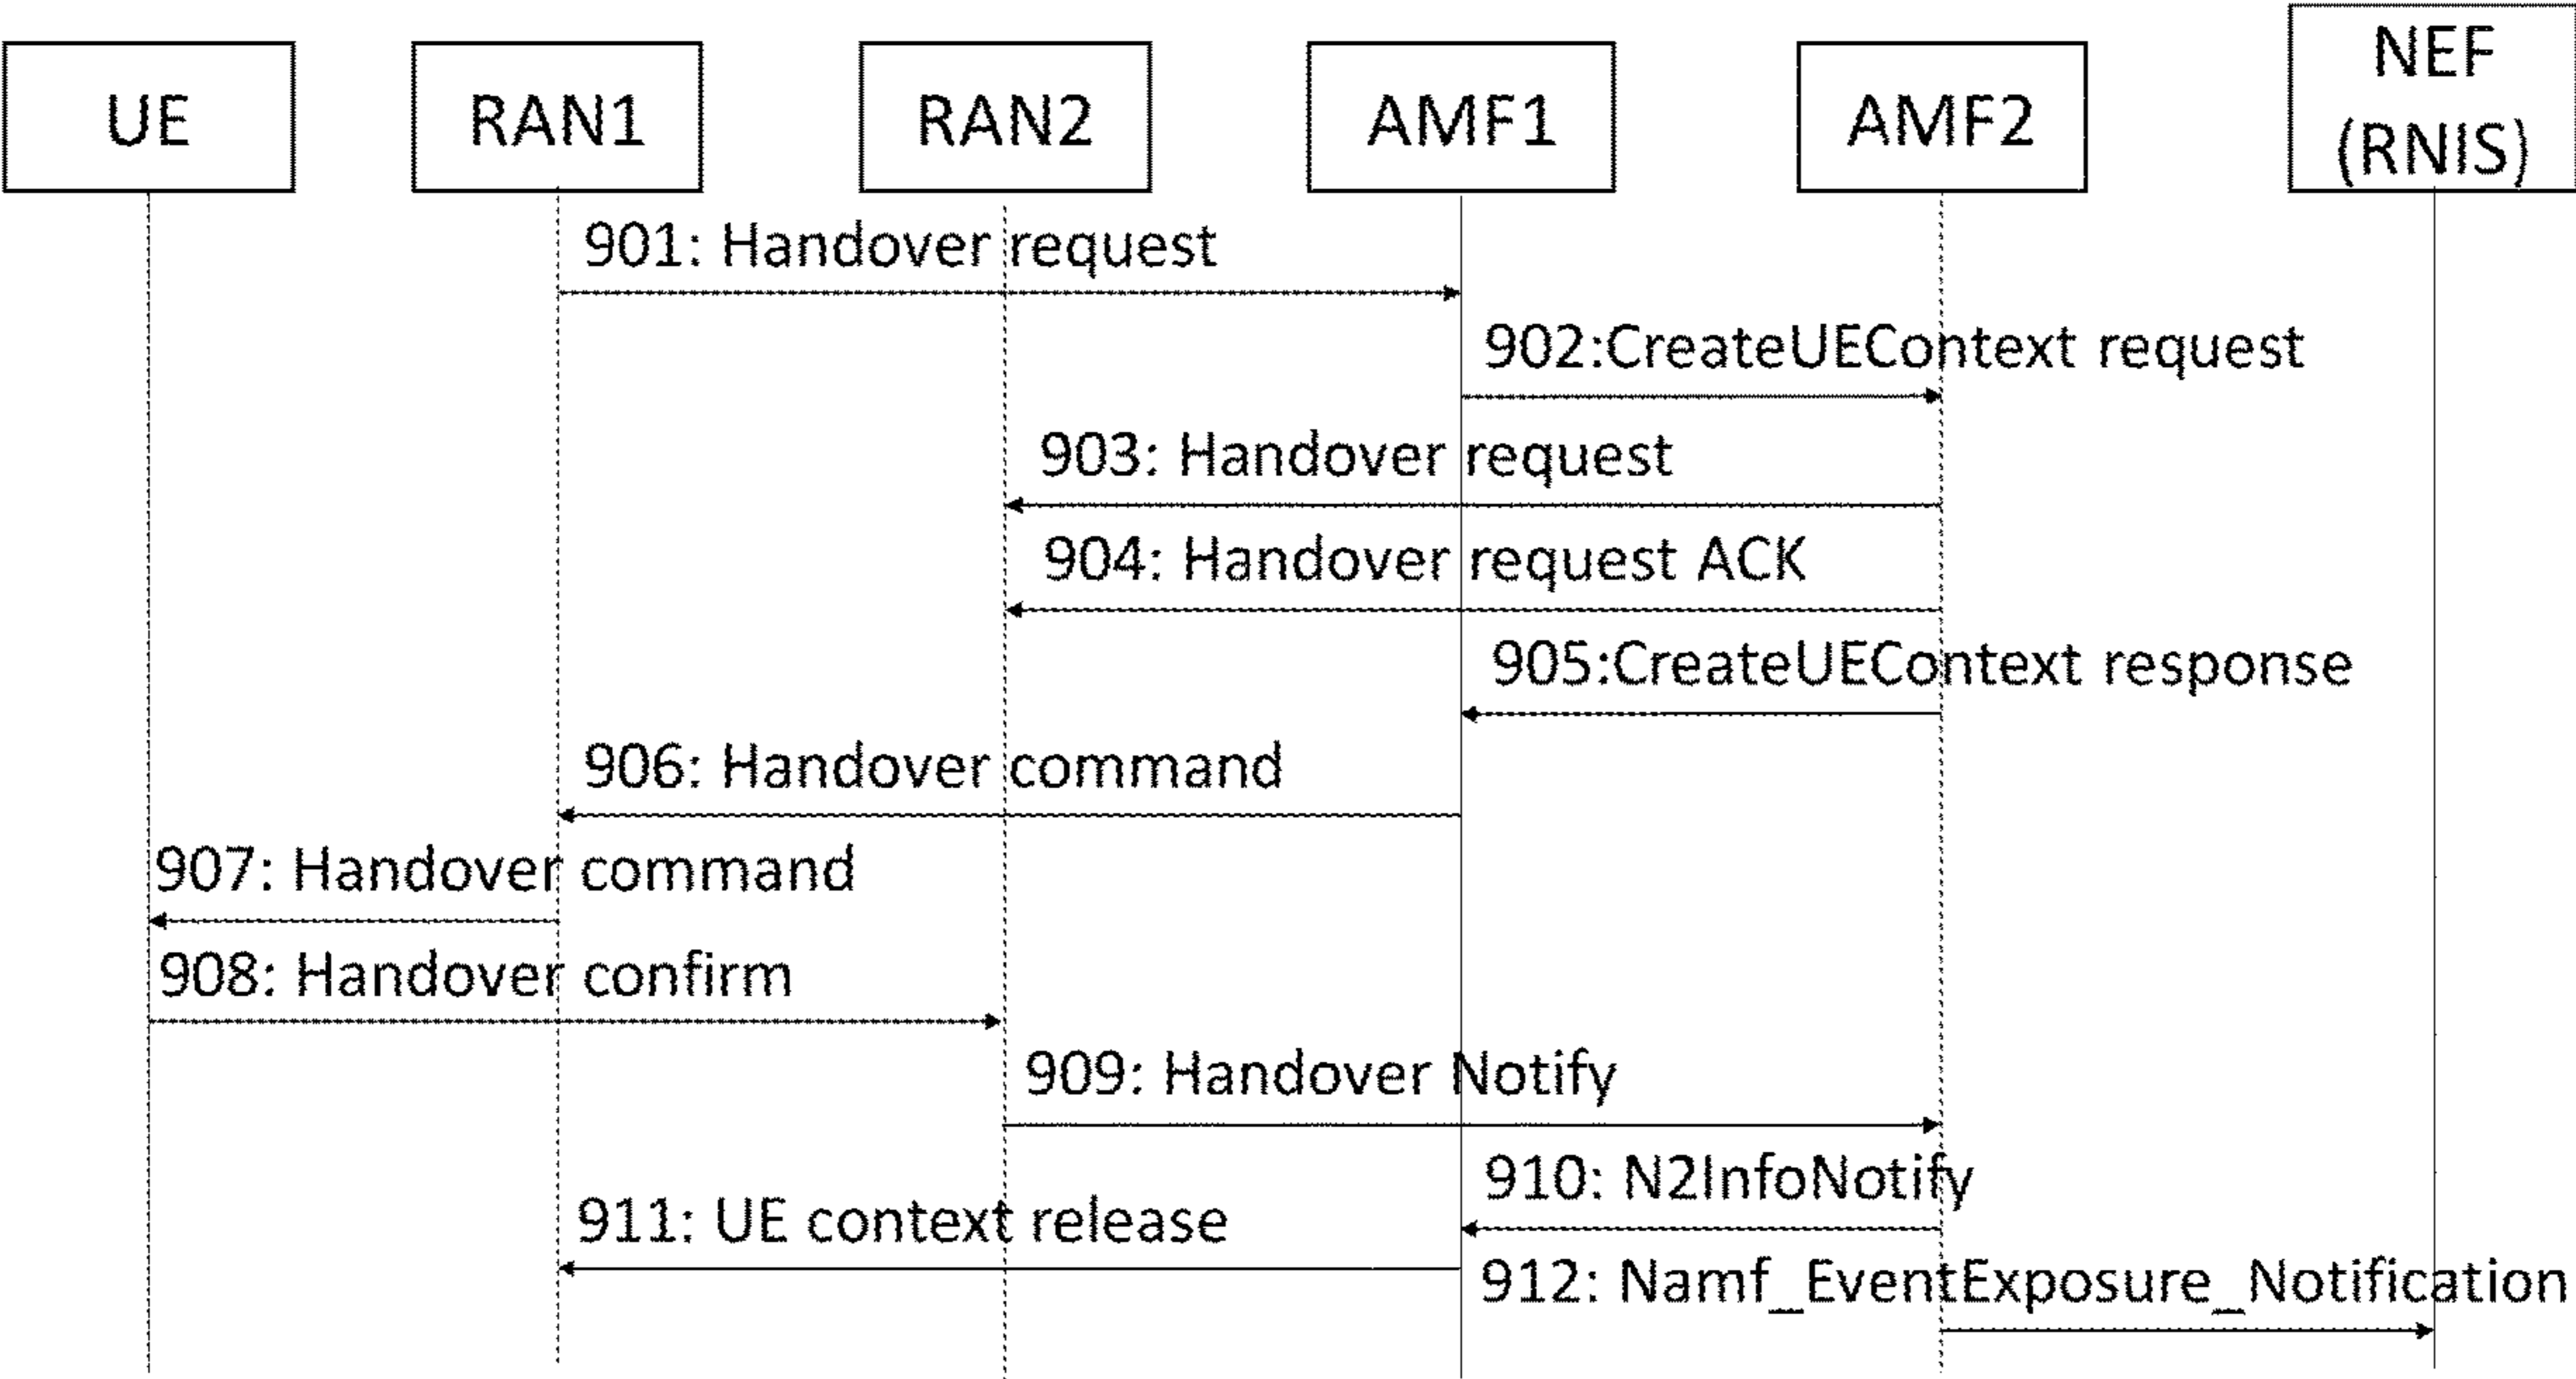 UE
RAN1
RAN2
AMF1
AMF2
NEF
(RNIS)
901: Handover request
902:CreateUEContext request
903: Handover request
904: Handover request ACK
905:CreateUEContext response
906: Handover command
907: Handover command
908: Handover confirm
909: Handover Notify
910: N2InfoNotify
911: UE context release
912: Namf_EventExposure_Notification